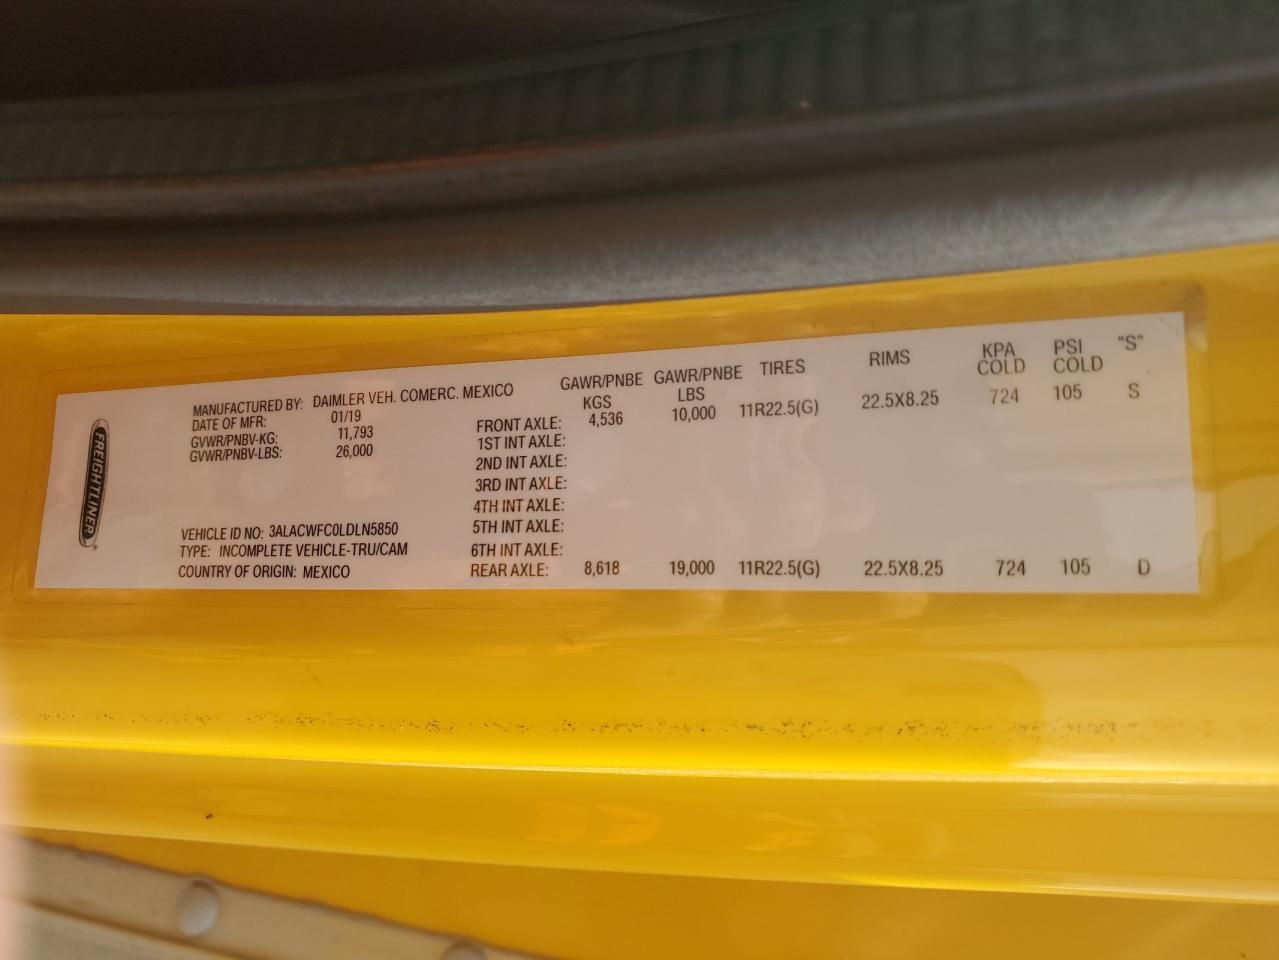 FREIGHTLINER
MANUFACTURED BY: DAIMLER VEH. COMERC. MEXICO
DATE OF MFR: 01/19
GVWR/PNBV-KG: 11,793
GVWR/PNBV-LBS: 26,000
VEHICLE ID NO: 3ALACWFC0LDLN5850
TYPE: INCOMPLETE VEHICLE-TRU/CAM
COUNTRY OF ORIGIN: MEXICO
GAWR/PNBE KGS GAWR/PNBE LBS TIRES RIMS KPA COLD PSI COLD "S"
FRONT AXLE: 4,536 10,000 11R22.5(G) 22.5X8.25 724 105 S
1ST INT AXLE:
2ND INT AXLE:
3RD INT AXLE:
4TH INT AXLE:
5TH INT AXLE:
6TH INT AXLE:
REAR AXLE: 8,618 19,000 11R22.5(G) 22.5X8.25 724 105 D